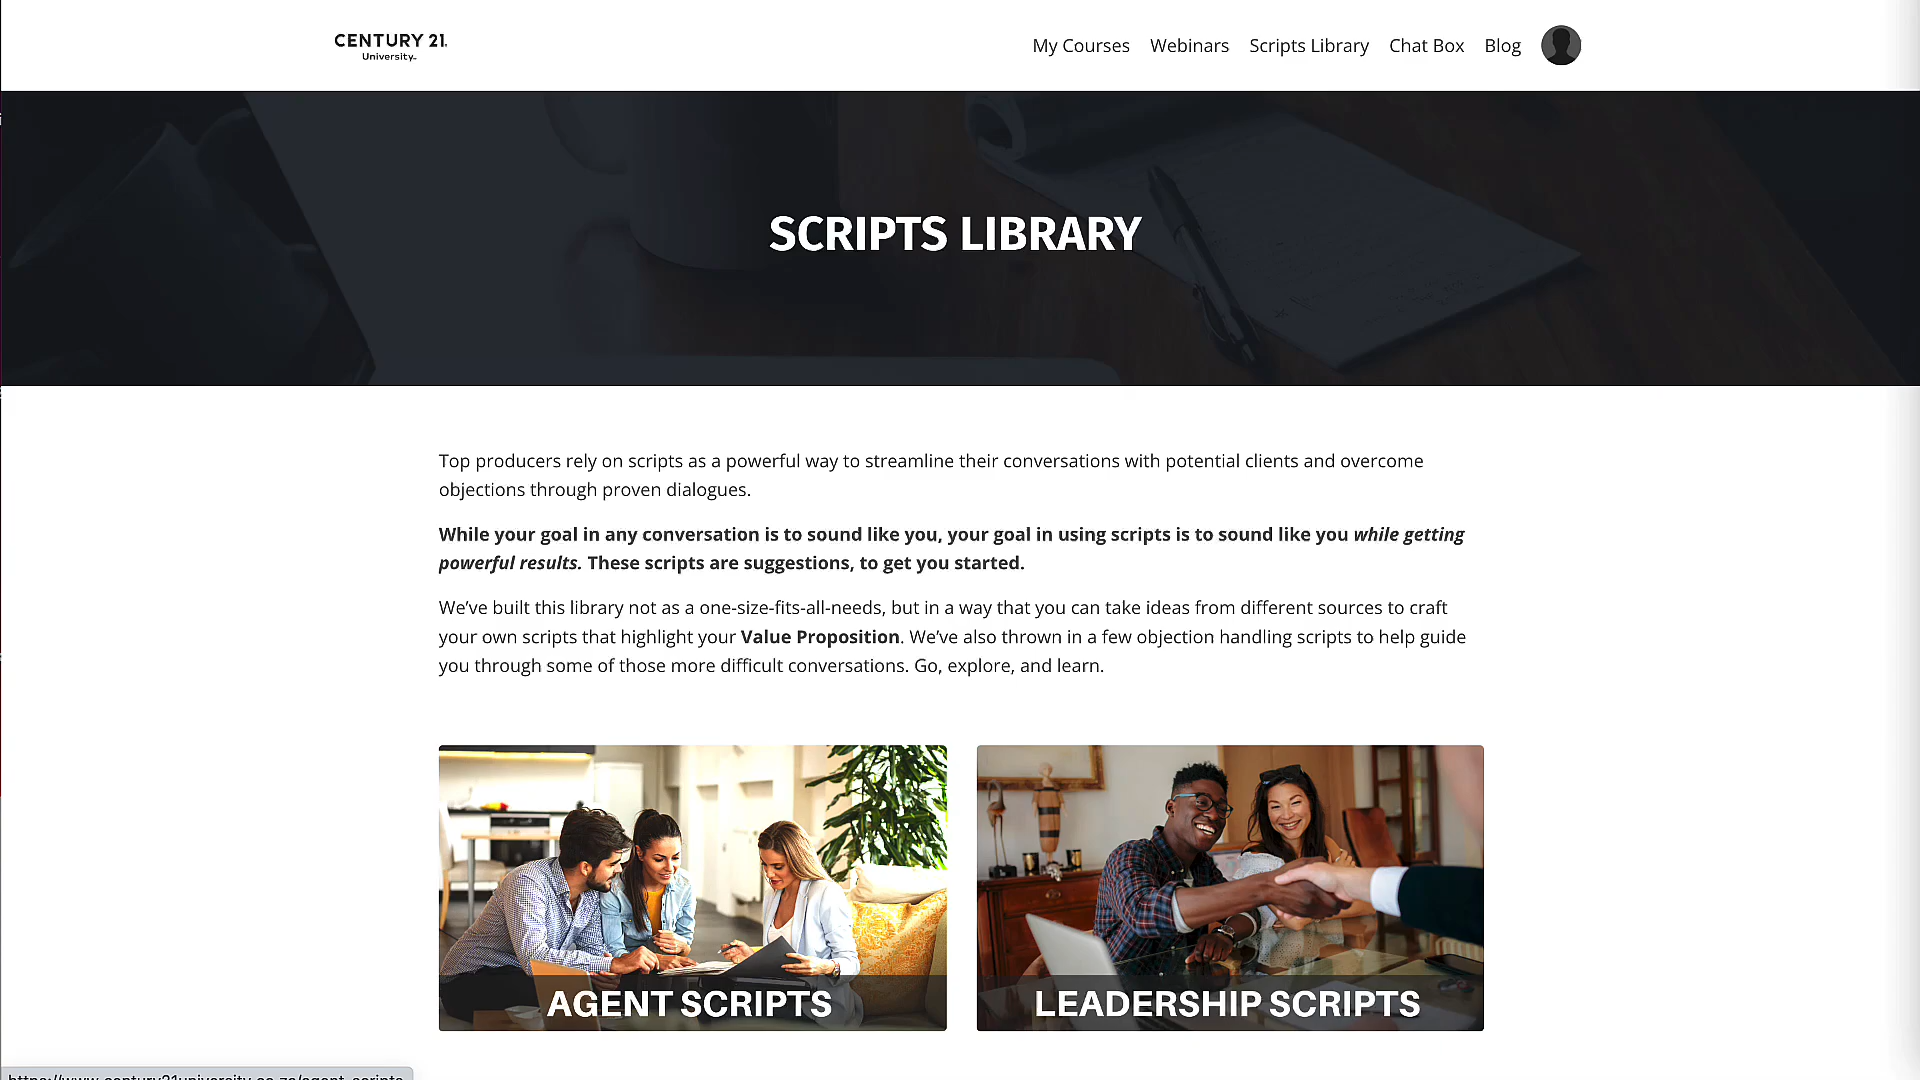 CENTURY 21.
University
My Courses Webinars Scripts Library Chat Box Blog
SCRIPTS LIBRARY
Top producers rely on scripts as a powerful way to streamline their conversations with potential clients and overcome
objections through proven dialogues.
While your goal in any conversation is to sound like you, your goal in using scripts is to sound like you while getting
powerful results. These scripts are suggestions, to get you started.
We’ve built this library not as a one-size-fits-all-needs, but in a way that you can take ideas from different sources to craft
your own scripts that highlight your Value Proposition. We’ve also thrown in a few objection handling scripts to help guide
you through some of those more difficult conversations. Go, explore, and learn.
AGENT SCRIPTS
LEADERSHIP SCRIPTS